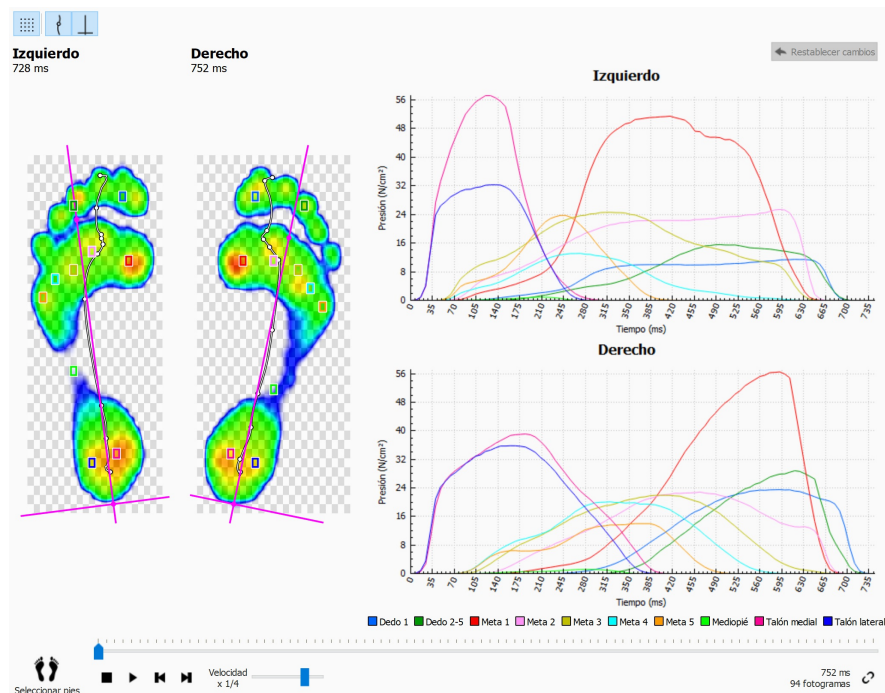 Izquierdo
728 ms
Derecho
752 ms
Restablecer cambios
Izquierdo
Presión (N/cm²)
56
48
40
32
24
16
8
0
0 35 70 105 140 175 210 245 280 315 350 385 420 455 490 525 560 595 630 665 700 735
Tiempo (ms)
Derecho
Presión (N/cm²)
56
48
40
32
24
16
8
0
0 35 70 105 140 175 210 245 280 315 350 385 420 455 490 525 560 595 630 665 700 735
Tiempo (ms)
Dedo 1 Dedo 2-5 Meta 1 Meta 2 Meta 3 Meta 4 Meta 5 Mediopié Talón medial Talón lateral
Seleccionar pies
Velocidad
x 1/4
752 ms
94 fotogramas